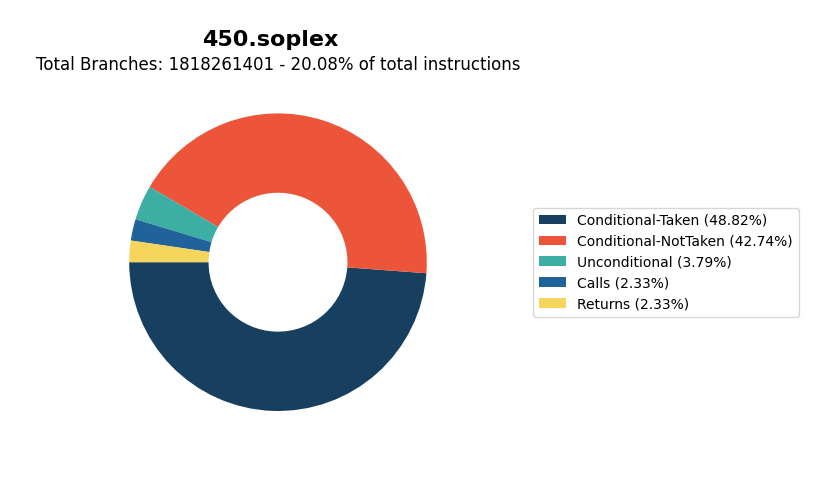 450.soplex
Total Branches: 1818261401 - 20.08% of total instructions
Conditional-Taken (48.82%)
Conditional-NotTaken (42.74%)
Unconditional (3.79%)
Calls (2.33%)
Returns (2.33%)